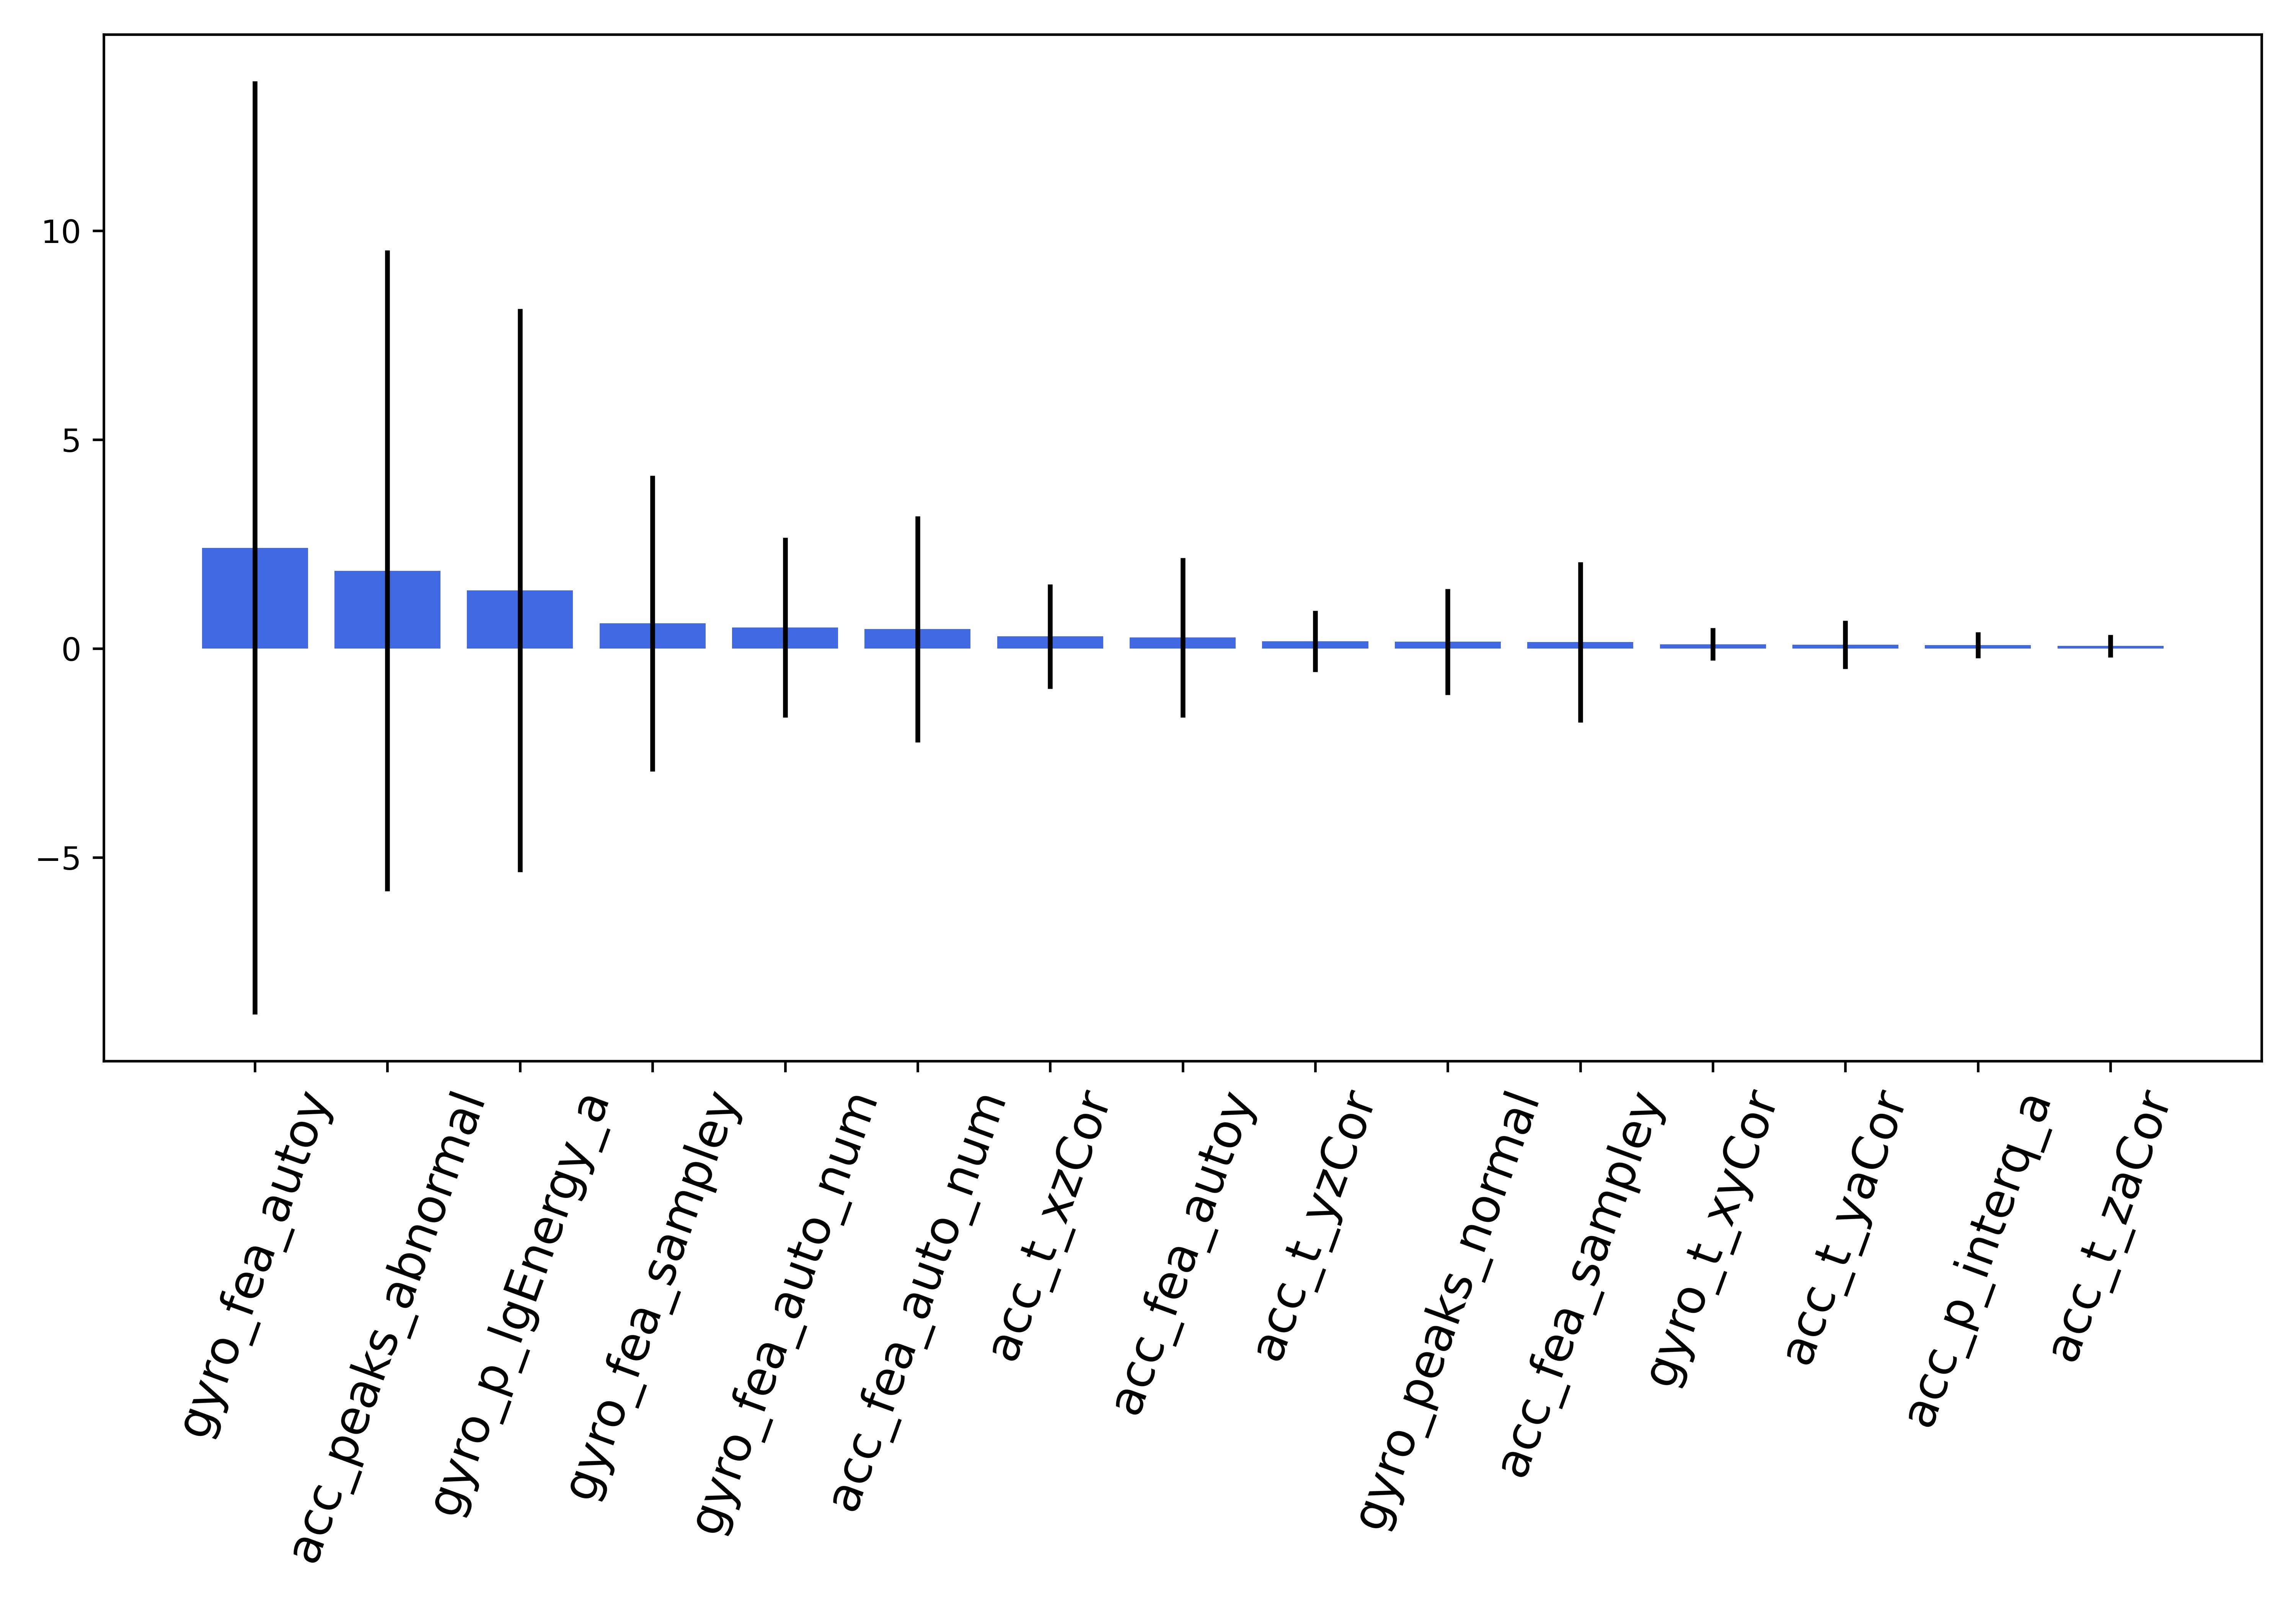 10
5
0
−5
gyro_fea_autoy
acc_peaks_abnormal
gyro_p_lgEnergy_a
gyro_fea_sampley
gyro_fea_auto_num
acc_fea_auto_num
acc_t_xzCor
acc_fea_autoy
acc_t_yzCor
gyro_peaks_normal
acc_fea_sampley
gyro_t_xyCor
acc_t_yaCor
acc_p_interq_a
acc_t_zaCor